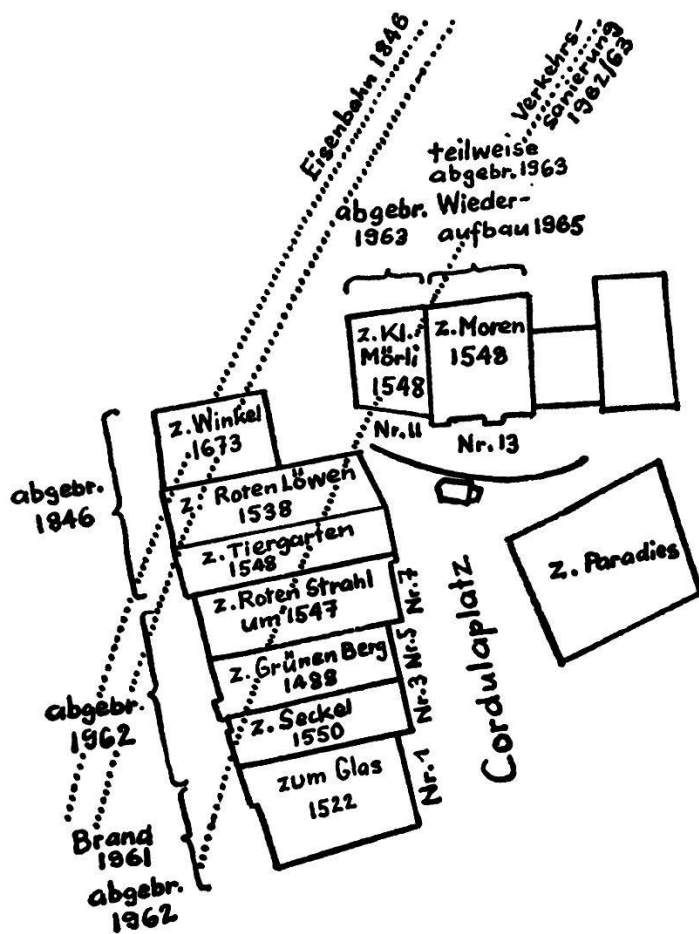 Eisenbahn 1846
Verkehrs-
sanierung
1962/63
teilweise
abgebr. 1963
Wieder-
aufbau 1965
abgebr.
1963
z. Kl.
Mörli
1548
z. Moren
1548
Nr. 11
Nr. 13
z. Winkel
1673
abgebr.
1846
z. Roten Löwen
1538
z. Tiergarten
1548
z. Roten Strahl
um 1547
Nr. 7
z. Grünen Berg
1488
Nr. 5
z. Seckel
1550
Nr. 3
zum Glas
1522
Nr. 1
Cordulaplatz
z. Paradies
abgebr.
1962
Brand
1961
abgebr.
1962